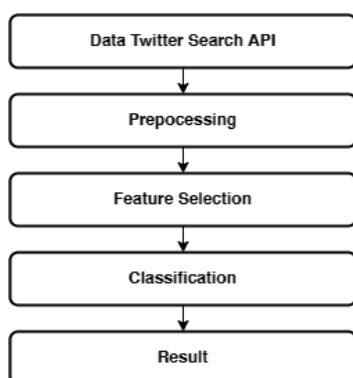 Data Twitter Search API
Prepocessing
Feature Selection
Classification
Result